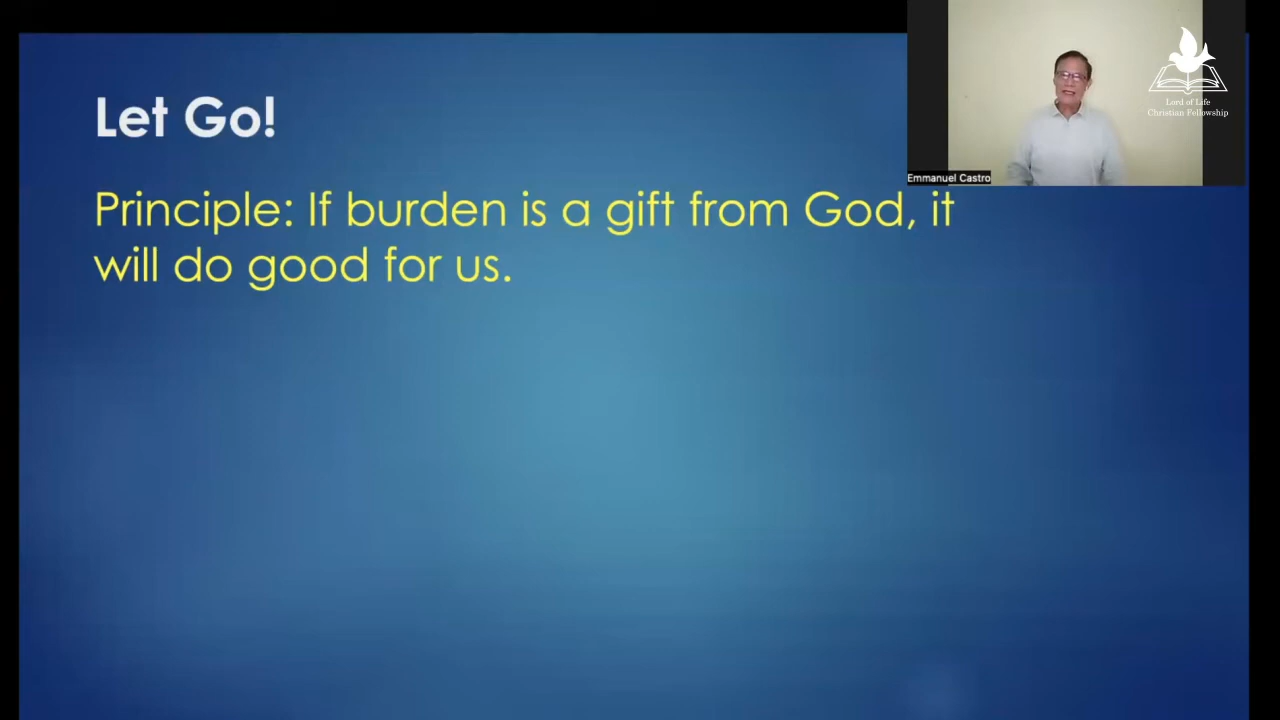 Let Go!
Principle: If burden is a gift from God, it
will do good for us.
Lord of Life
Christian Fellowship
Emmanuel Castro